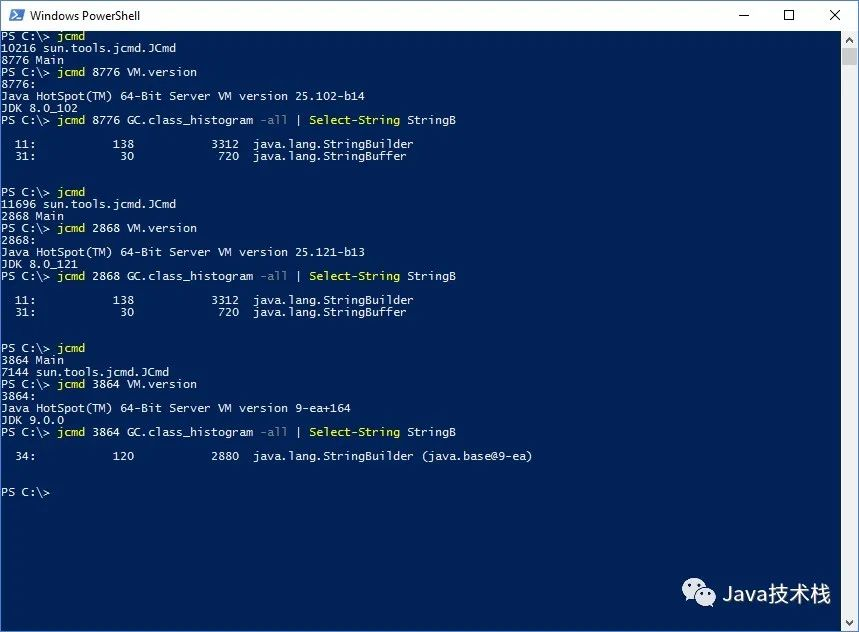 Windows PowerShell
PS C:\> jcmd
10216 sun.tools.jcmd.JCmd
8776 Main
PS C:\> jcmd 8776 VM.version
8776:
Java HotSpot(TM) 64-Bit Server VM version 25.102-b14
JDK 8.0_102
PS C:\> jcmd 8776 GC.class_histogram -all | Select-String StringB
11: 138 3312 java.lang.StringBuilder
31: 30 720 java.lang.StringBuffer
PS C:\> jcmd
11696 sun.tools.jcmd.JCmd
2868 Main
PS C:\> jcmd 2868 VM.version
2868:
Java HotSpot(TM) 64-Bit Server VM version 25.121-b13
JDK 8.0_121
PS C:\> jcmd 2868 GC.class_histogram -all | Select-String StringB
11: 138 3312 java.lang.StringBuilder
31: 30 720 java.lang.StringBuffer
PS C:\> jcmd
3864 Main
7144 sun.tools.jcmd.JCmd
PS C:\> jcmd 3864 VM.version
3864:
Java HotSpot(TM) 64-Bit Server VM version 9-ea+164
JDK 9.0.0
PS C:\> jcmd 3864 GC.class_histogram -all | Select-String StringB
34: 120 2880 java.lang.StringBuilder (java.base@9-ea)
PS C:\>
Java技术栈